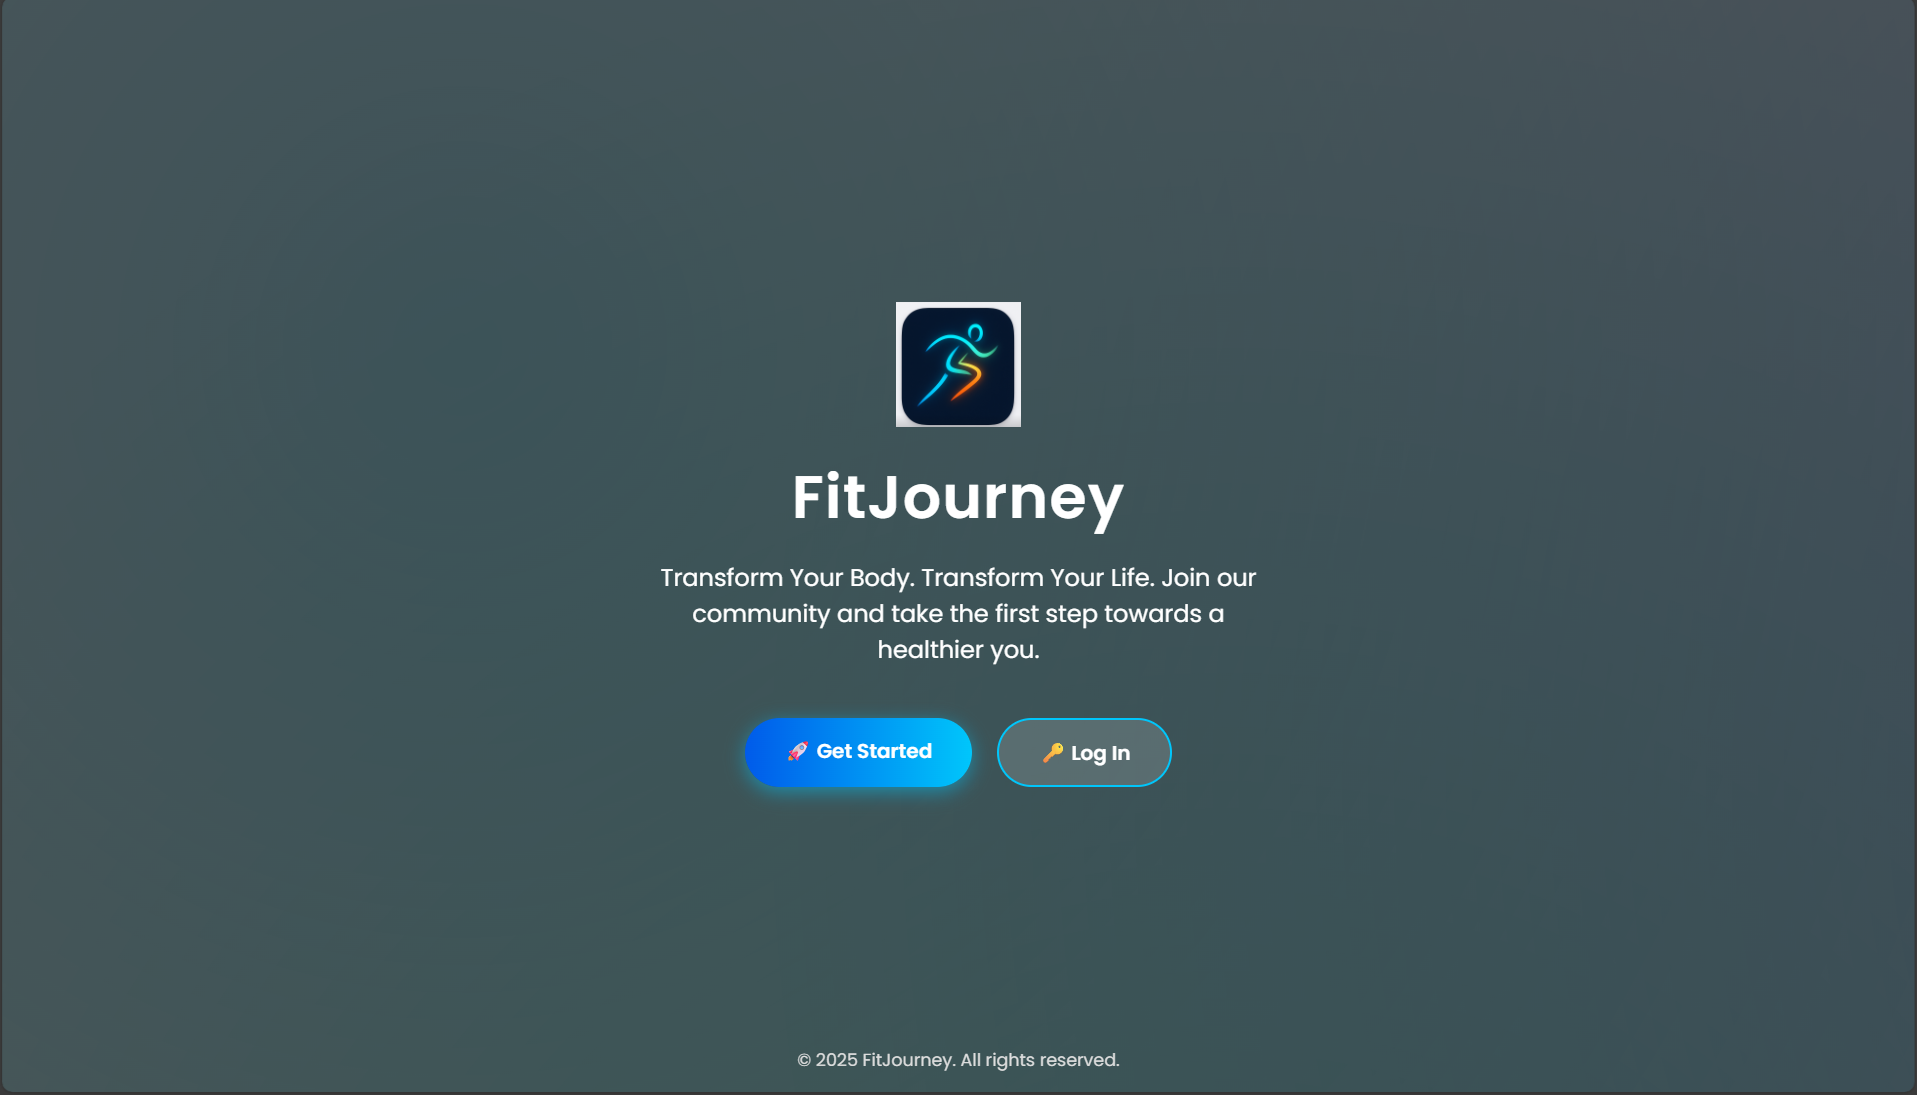 FitJourney
Transform Your Body. Transform Your Life. Join our
community and take the first step towards a
healthier you.
🚀 Get Started
🔑 Log In
© 2025 FitJourney. All rights reserved.